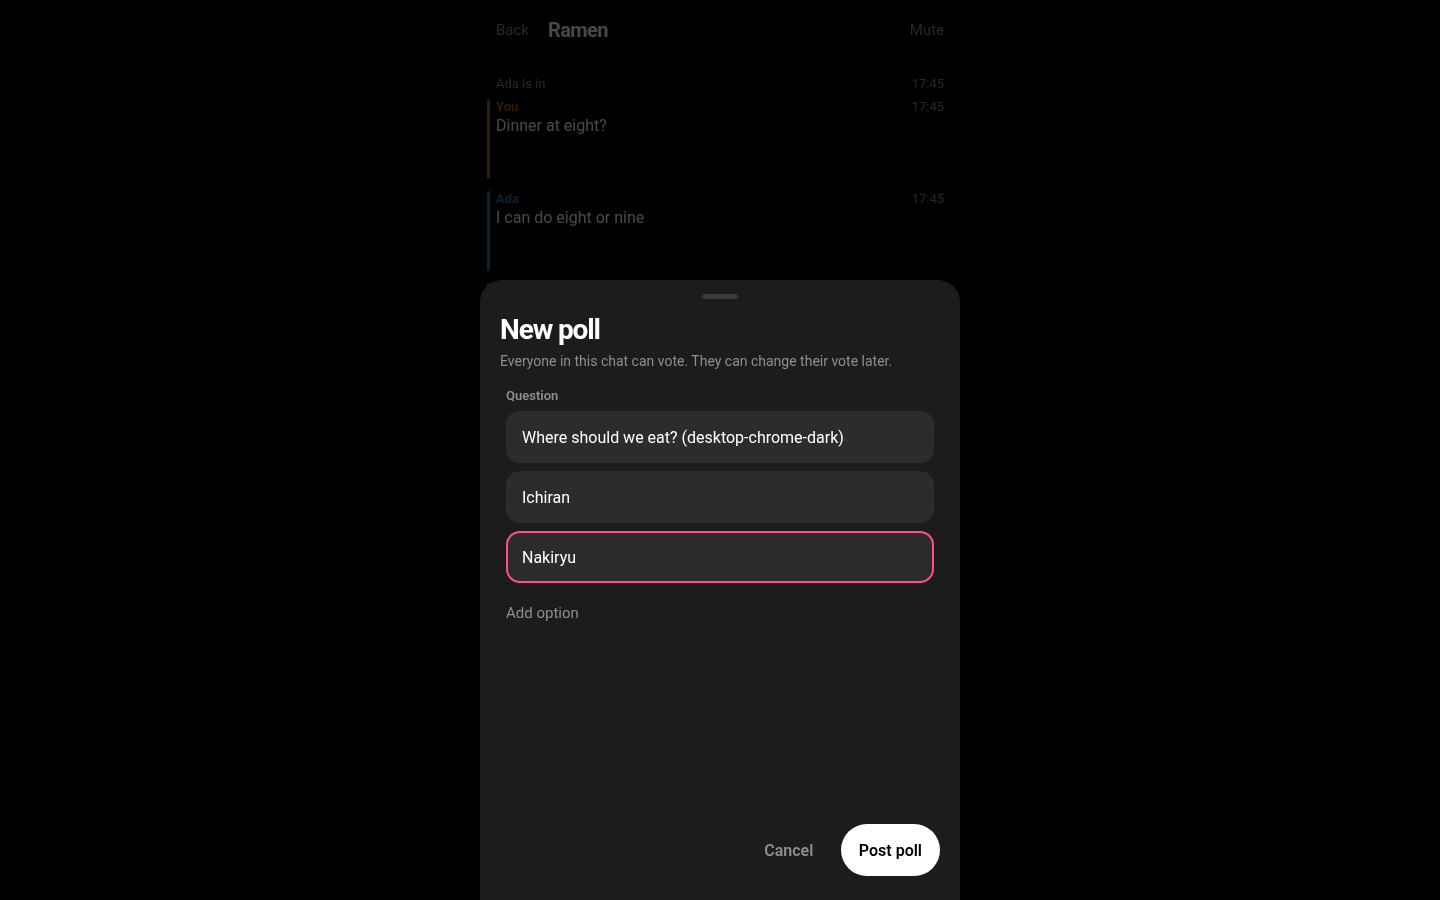 Back Ramen Mute
Ada is in 17:45
You 17:45
Dinner at eight?
Ada 17:45
I can do eight or nine
New poll
Everyone in this chat can vote. They can change their vote later.
Question
Where should we eat? (desktop-chrome-dark)
Ichiran
Nakiryu
Add option
Cancel Post poll